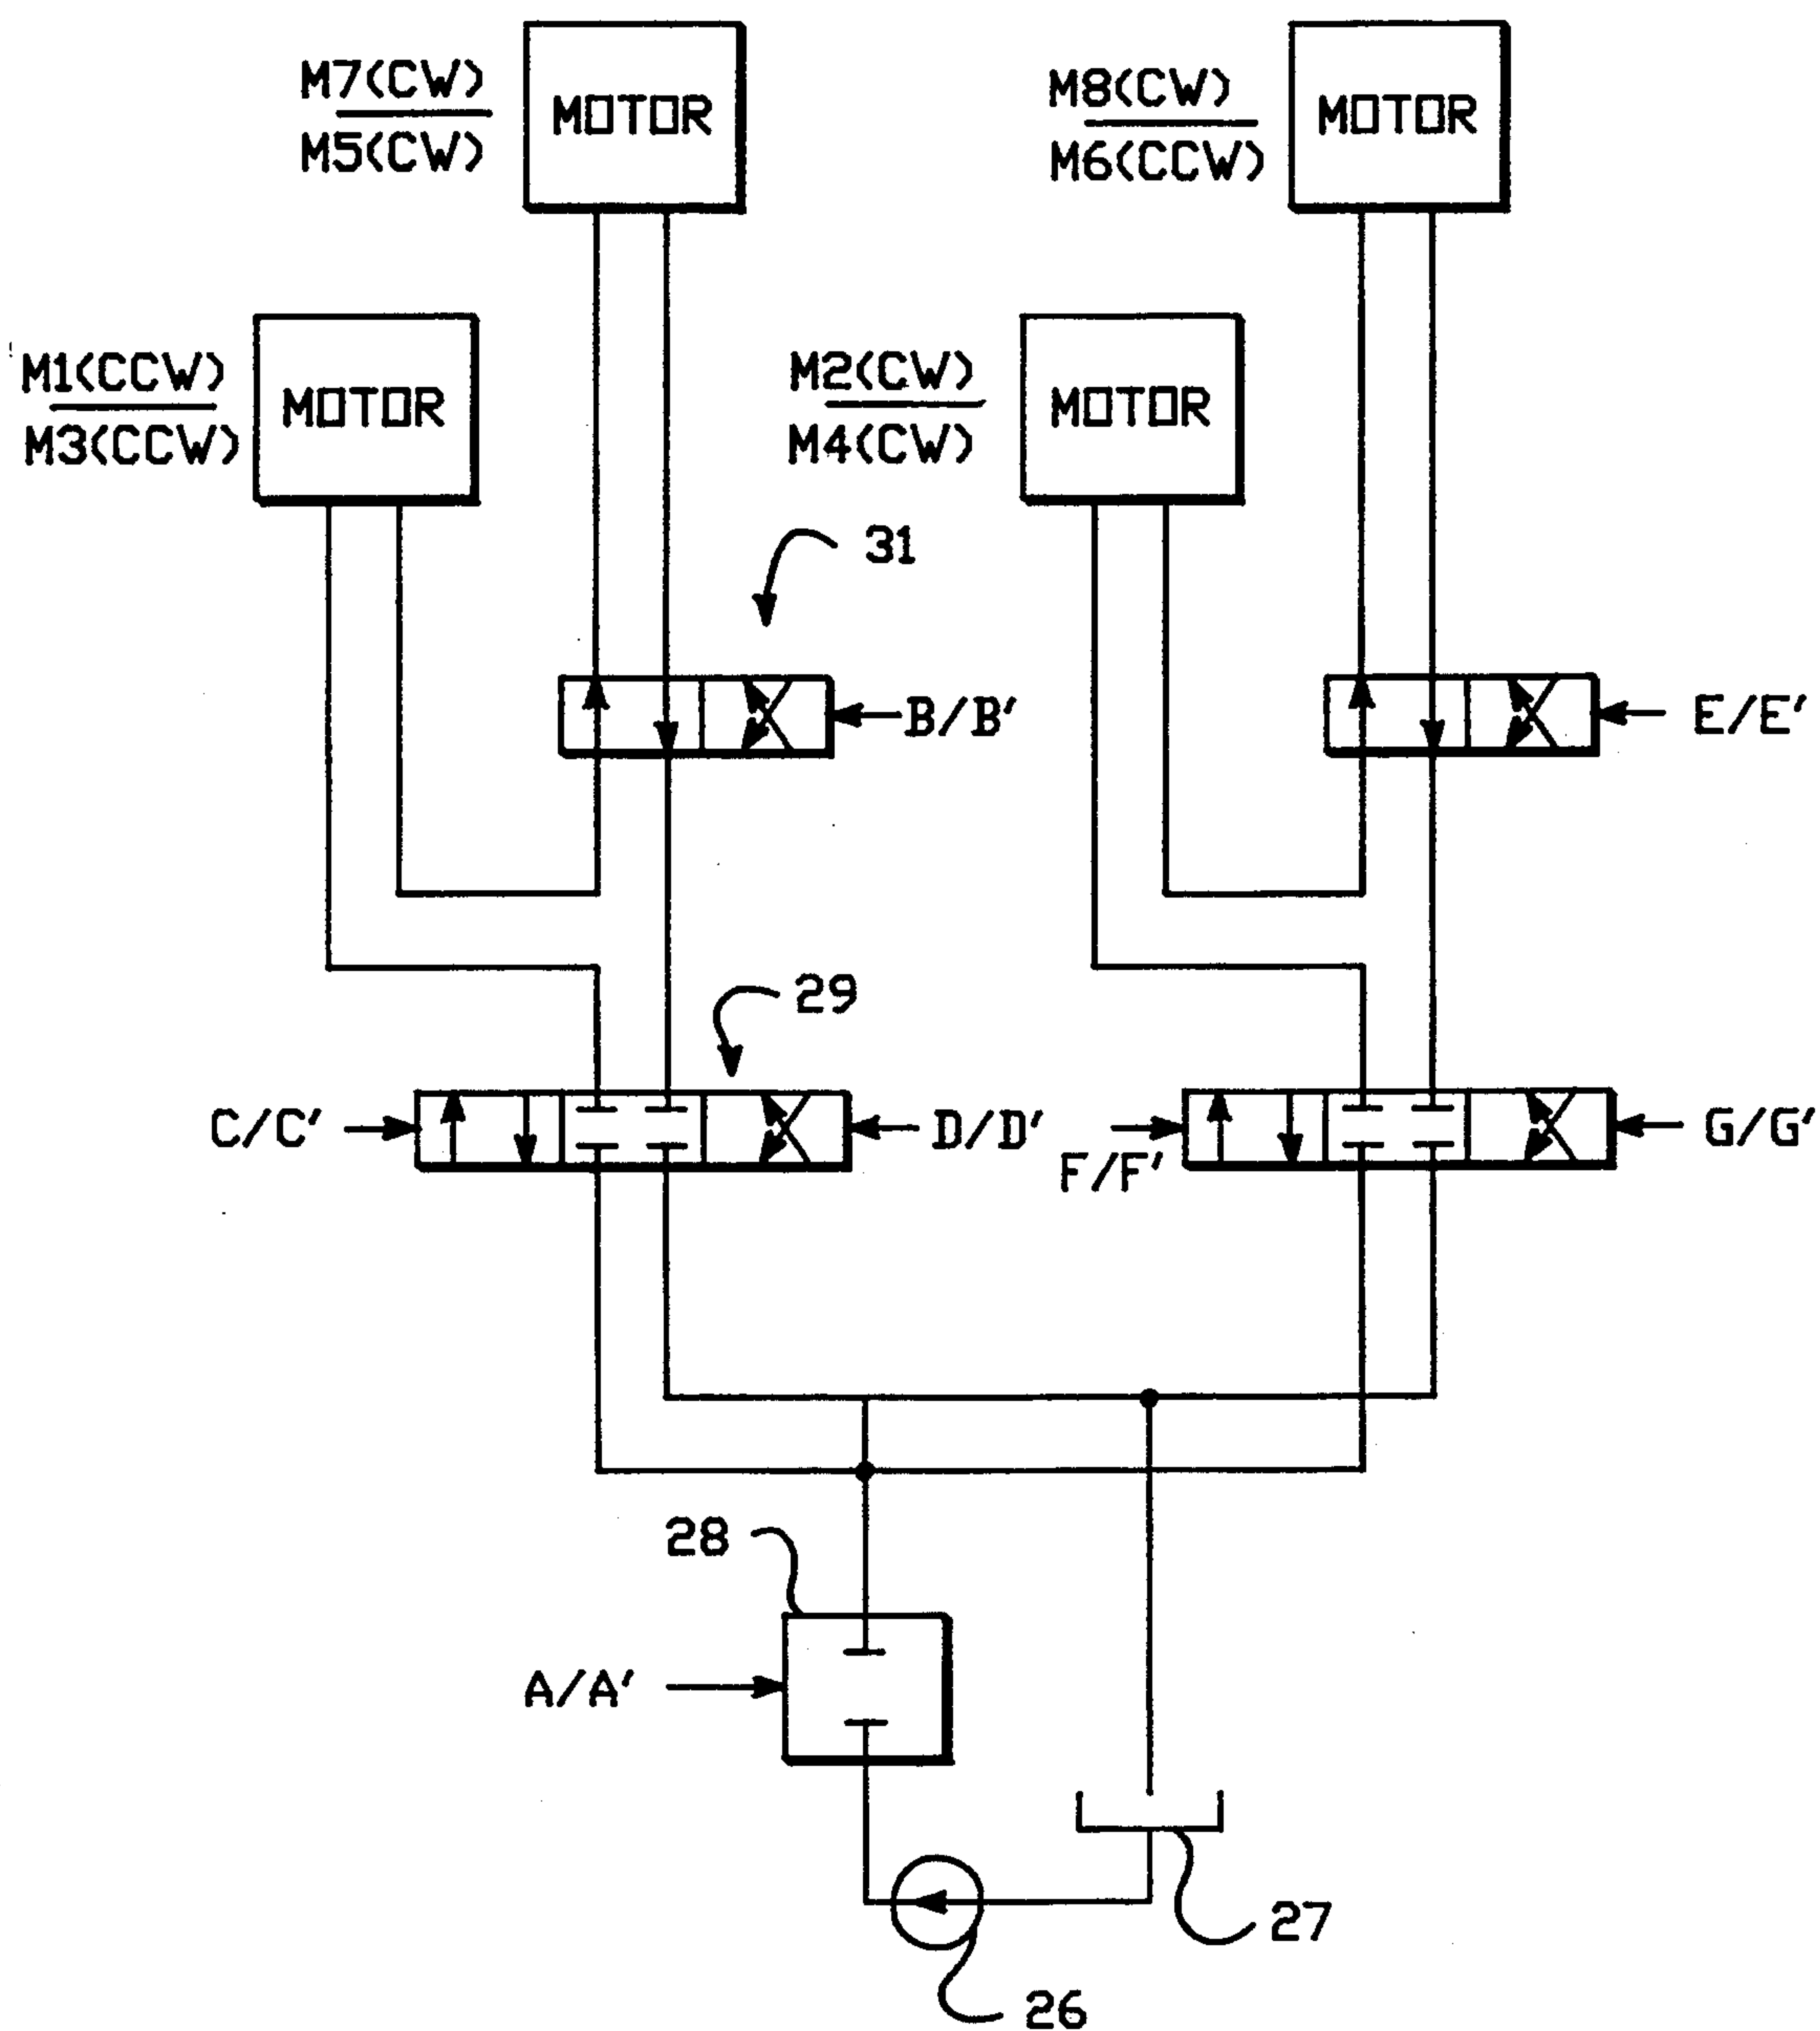 M7(CW)
M5(CW)
MOTOR
M8(CW)
M6(CCW)
MOTOR
M1(CCW)
M3(CCW)
MOTOR
M2(CW)
M4(CW)
MOTOR
31
B/B'
E/E'
29
C/C'
D/D'
F/F'
G/G'
28
A/A'
27
26